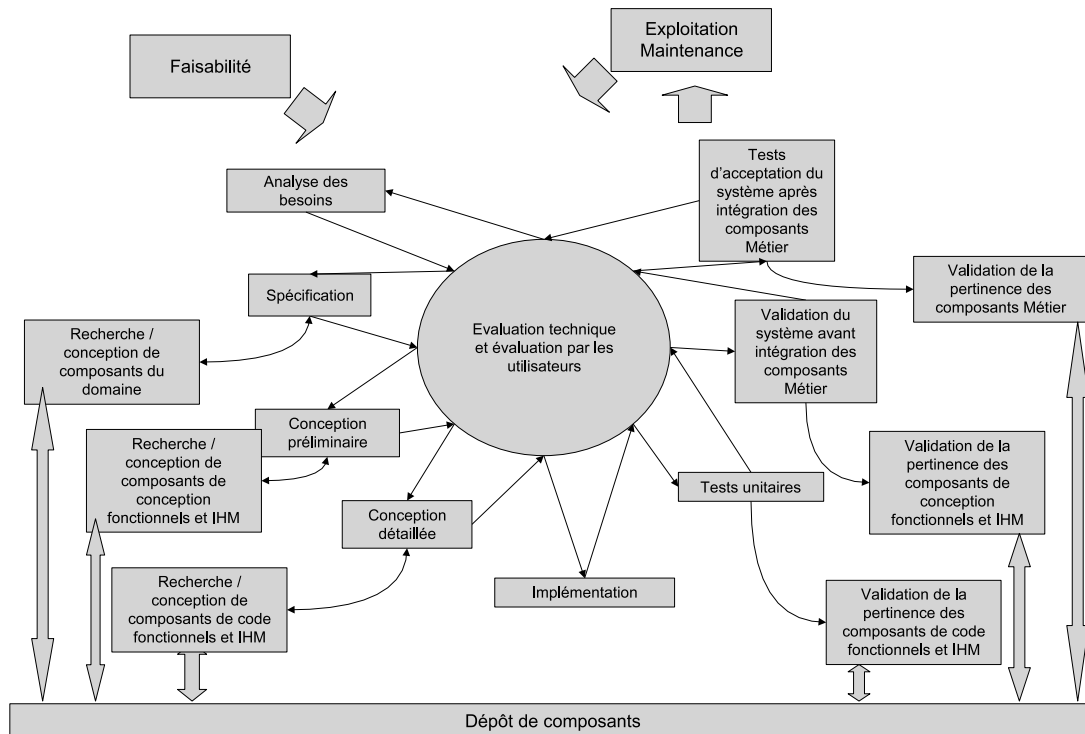 Faisabilité
Exploitation
Maintenance
Analyse des
besoins
Tests
d'acceptation du
système après
intégration des
composants
Métier
Spécification
Validation de la
pertinence des
composants Métier
Recherche /
conception de
composants du
domaine
Evaluation technique
et évaluation par les
utilisateurs
Validation du
système avant
intégration des
composants
Métier
Conception
préliminaire
Recherche /
conception de
composants de
conception
fonctionnels et IHM
Validation de la
pertinence des
composants de
conception
fonctionnels et IHM
Tests unitaires
Conception
détaillée
Implémentation
Recherche /
conception de
composants de code
fonctionnels et IHM
Validation de la
pertinence des
composants de code
fonctionnels et IHM
Dépôt de composants